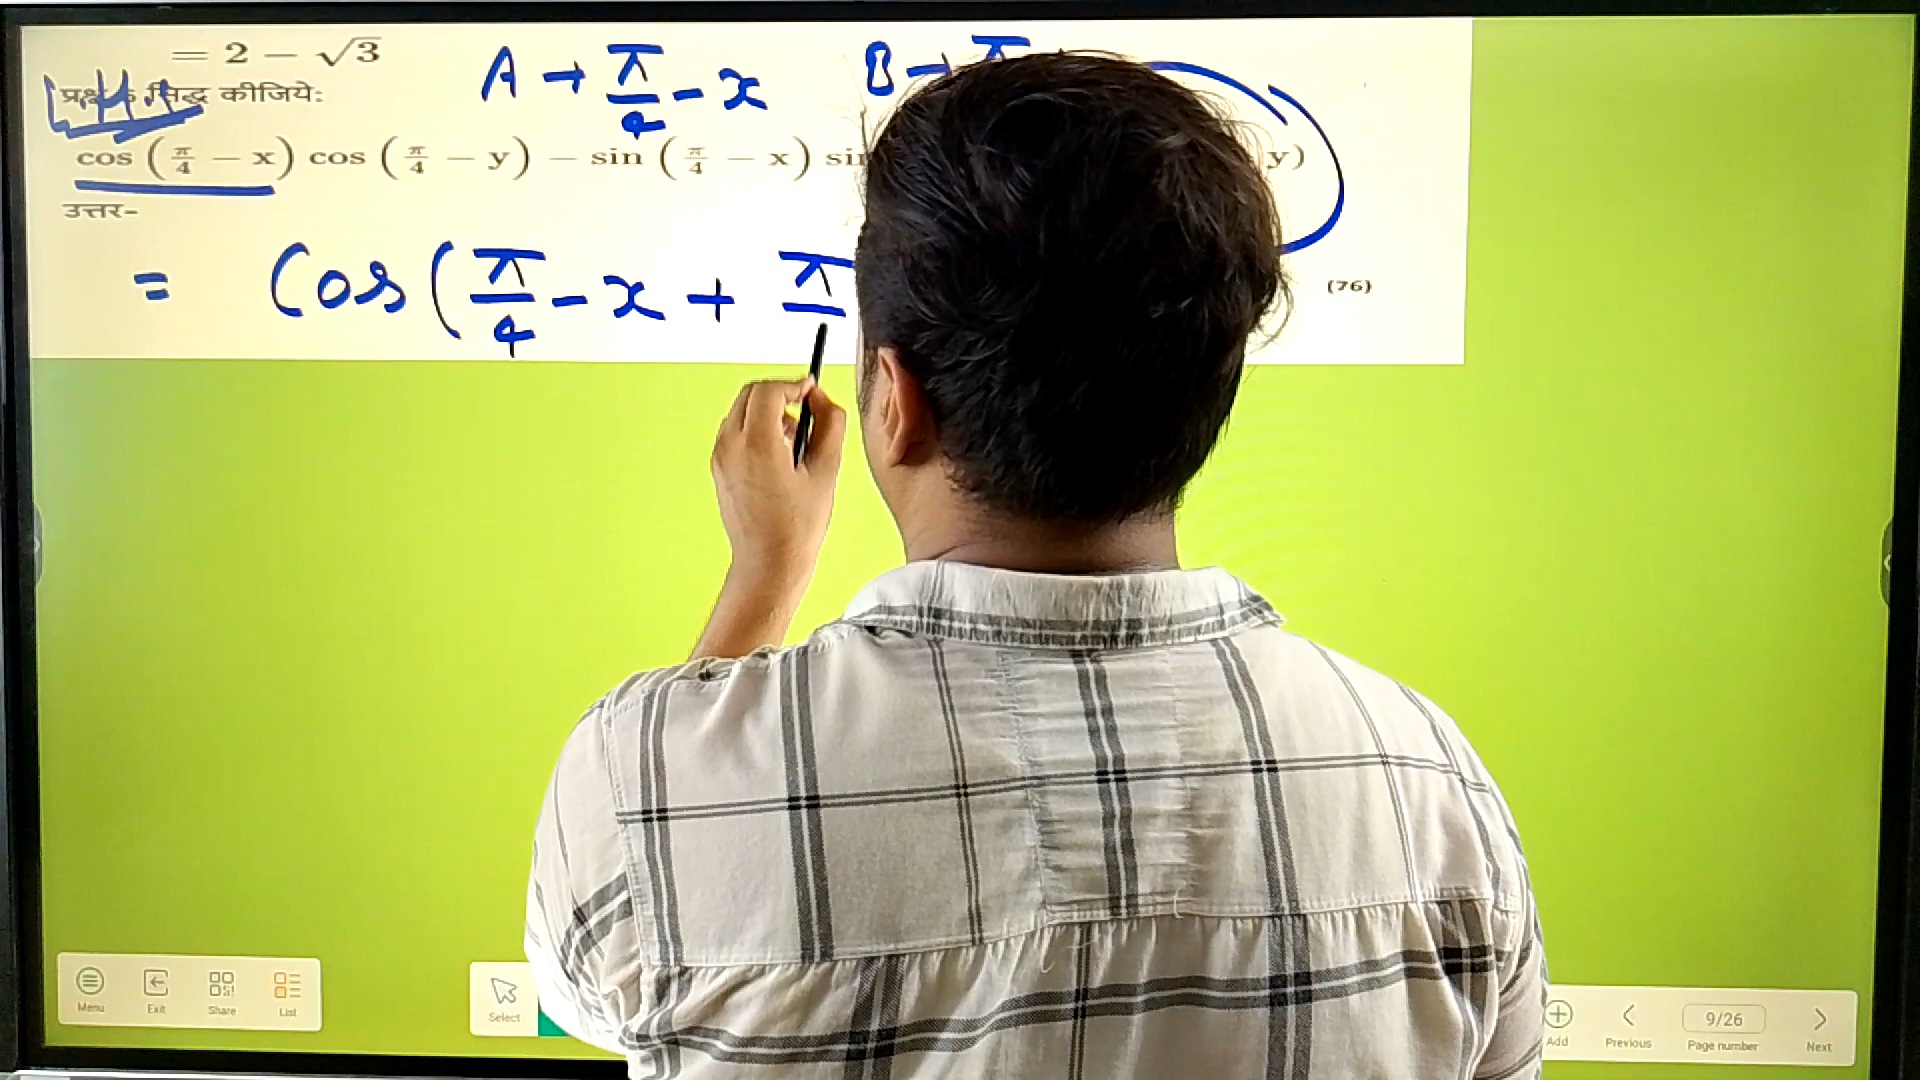 = 2 − √3
A → π/4 - x B → π
L.H.S
प्रश्न 6 सिद्ध कीजिये:
cos (π/4 − x) cos (π/4 − y) − sin (π/4 − x) y)
उत्तर-
= Cos(π/4 - x + π
(76)
Menu Exit Share List Select Add Previous 9/26 Page number Next